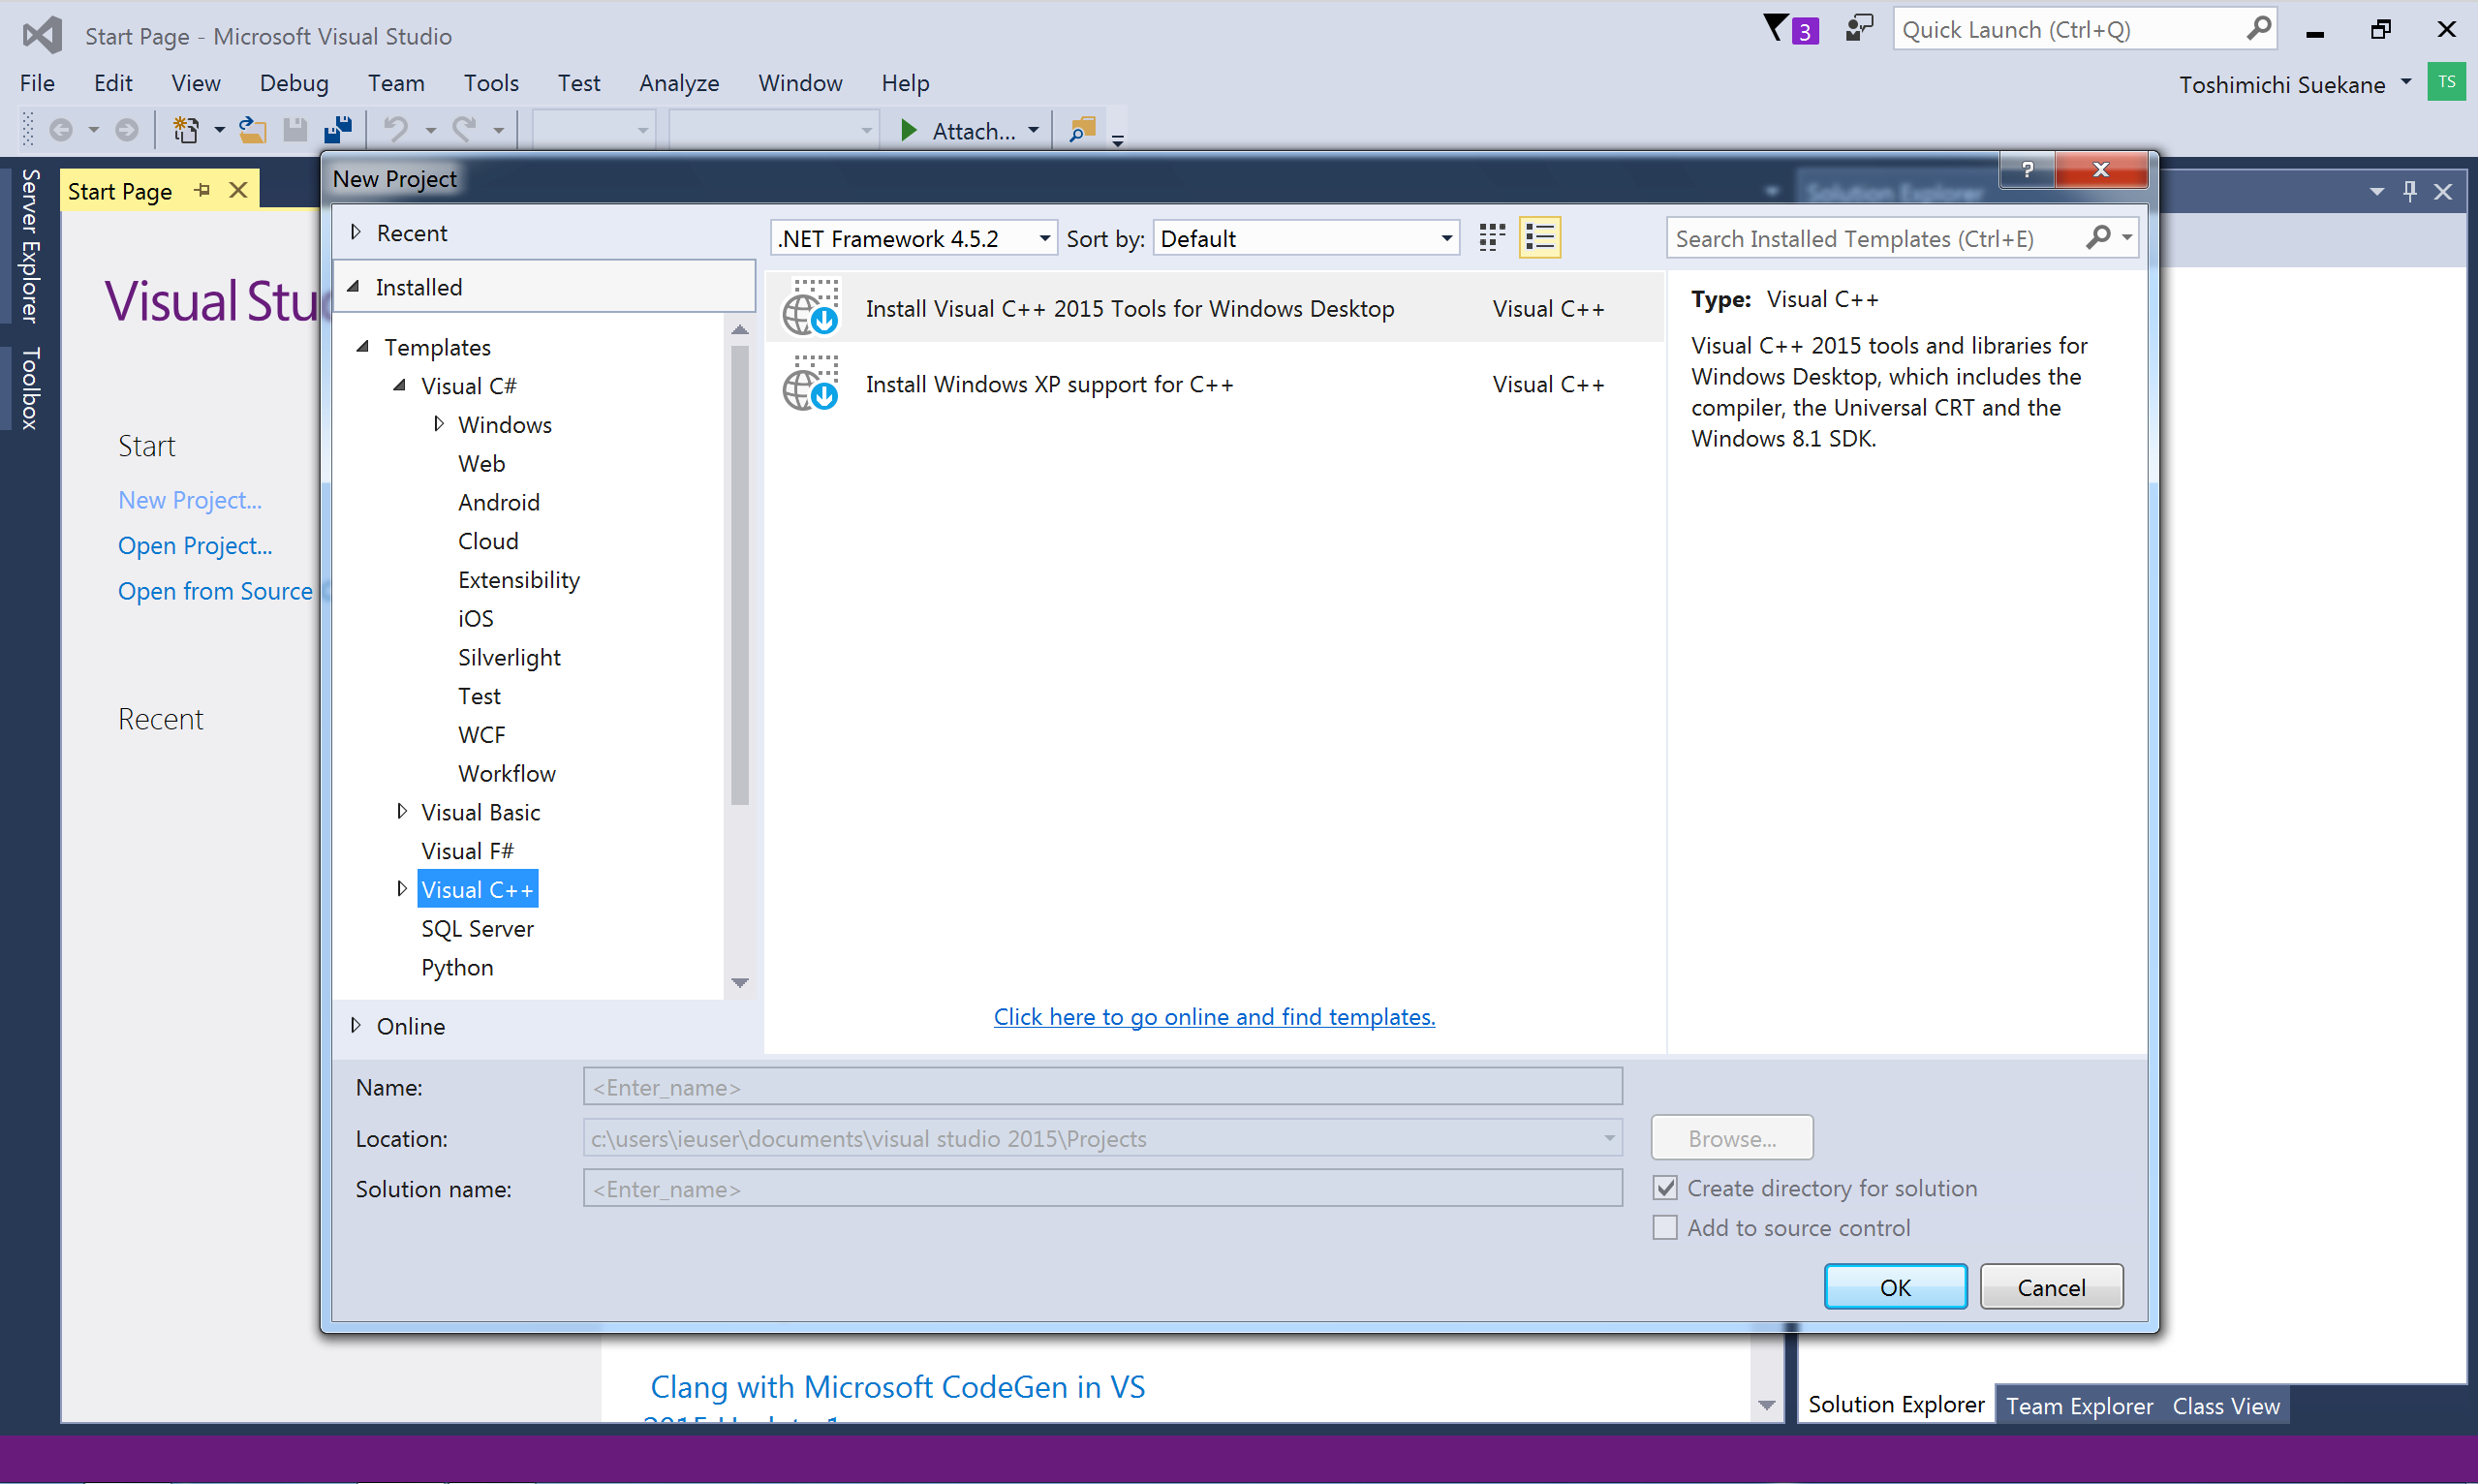 Start Page - Microsoft Visual Studio
3
Quick Launch (Ctrl+Q)
File Edit View Debug Team Tools Test Analyze Window Help
Toshimichi Suekane
TS
Attach...
Server Explorer
Toolbox
Start Page
Solution Explorer
Visual Stu
Start
New Project...
Open Project...
Open from Source
Recent
New Project
?
Recent
Installed
.NET Framework 4.5.2
Sort by: Default
Search Installed Templates (Ctrl+E)
Templates
Visual C#
Windows
Web
Android
Cloud
Extensibility
iOS
Silverlight
Test
WCF
Workflow
Visual Basic
Visual F#
Visual C++
SQL Server
Python
Online
Install Visual C++ 2015 Tools for Windows Desktop Visual C++
Install Windows XP support for C++ Visual C++
Click here to go online and find templates.
Type: Visual C++
Visual C++ 2015 tools and libraries for
Windows Desktop, which includes the
compiler, the Universal CRT and the
Windows 8.1 SDK.
Name: <Enter_name>
Location: c:\users\ieuser\documents\visual studio 2015\Projects
Browse...
Solution name: <Enter_name>
Create directory for solution
Add to source control
OK
Cancel
Clang with Microsoft CodeGen in VS
2015 Update 1
Solution Explorer Team Explorer Class View